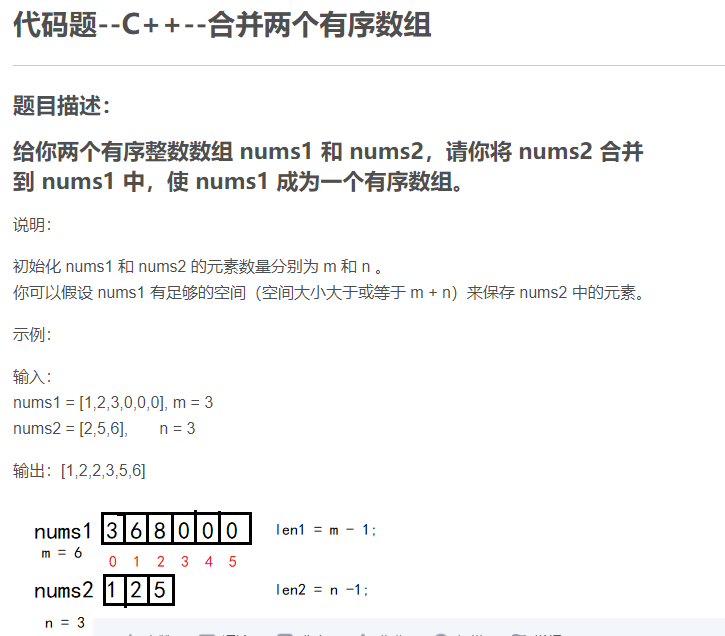 代码题--C++--合并两个有序数组
题目描述：
给你两个有序整数数组 nums1 和 nums2，请你将 nums2 合并
到 nums1 中，使 nums1 成为一个有序数组。
说明：
初始化 nums1 和 nums2 的元素数量分别为 m 和 n 。
你可以假设 nums1 有足够的空间（空间大小大于或等于 m + n）来保存 nums2 中的元素。
示例：
输入：
nums1 = [1,2,3,0,0,0], m = 3
nums2 = [2,5,6], n = 3
输出：[1,2,2,3,5,6]
nums1 3 6 8 0 0 0 len1 = m - 1;
m = 6 0 1 2 3 4 5
nums2 1 2 5 len2 = n -1;
n = 3